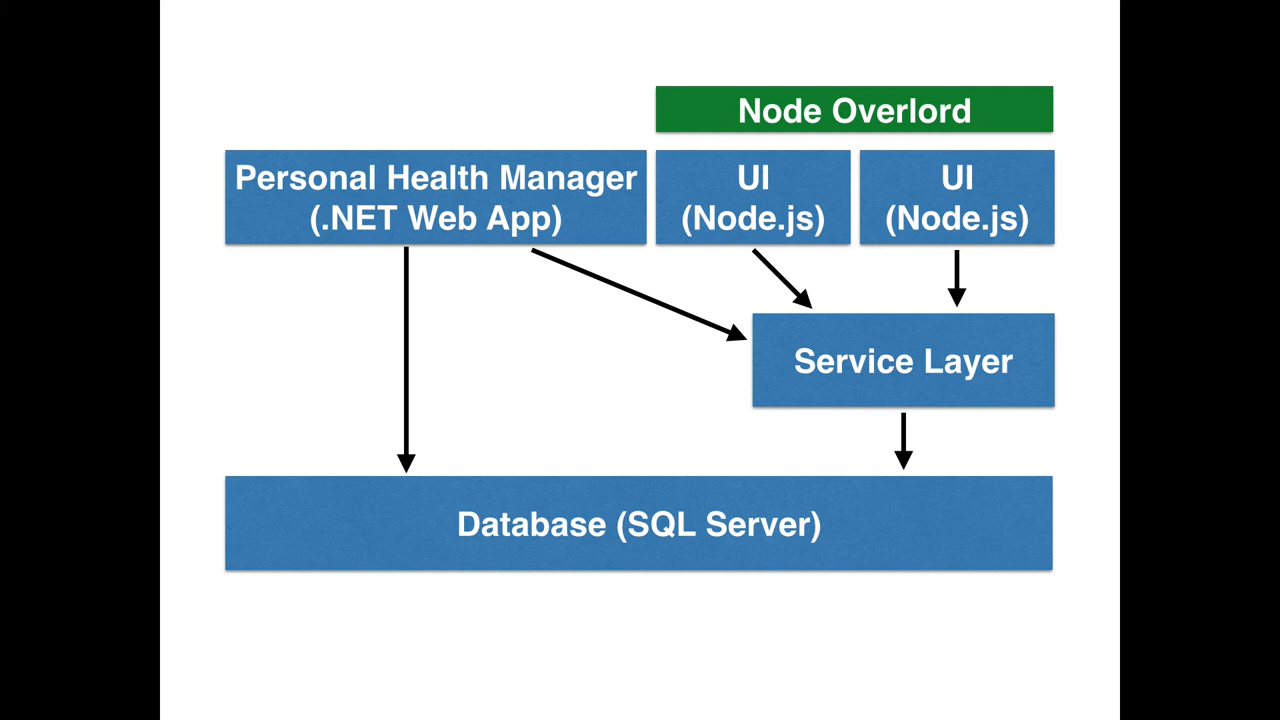 Node Overlord
Personal Health Manager
(.NET Web App)
UI
(Node.js)
UI
(Node.js)
Service Layer
Database (SQL Server)